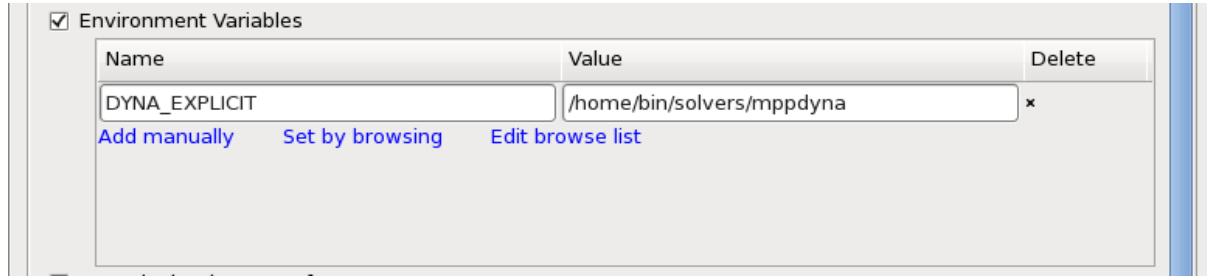 Environment Variables
Name Value Delete
DYNA_EXPLICIT /home/bin/solvers/mppdyna ×
Add manually Set by browsing Edit browse list